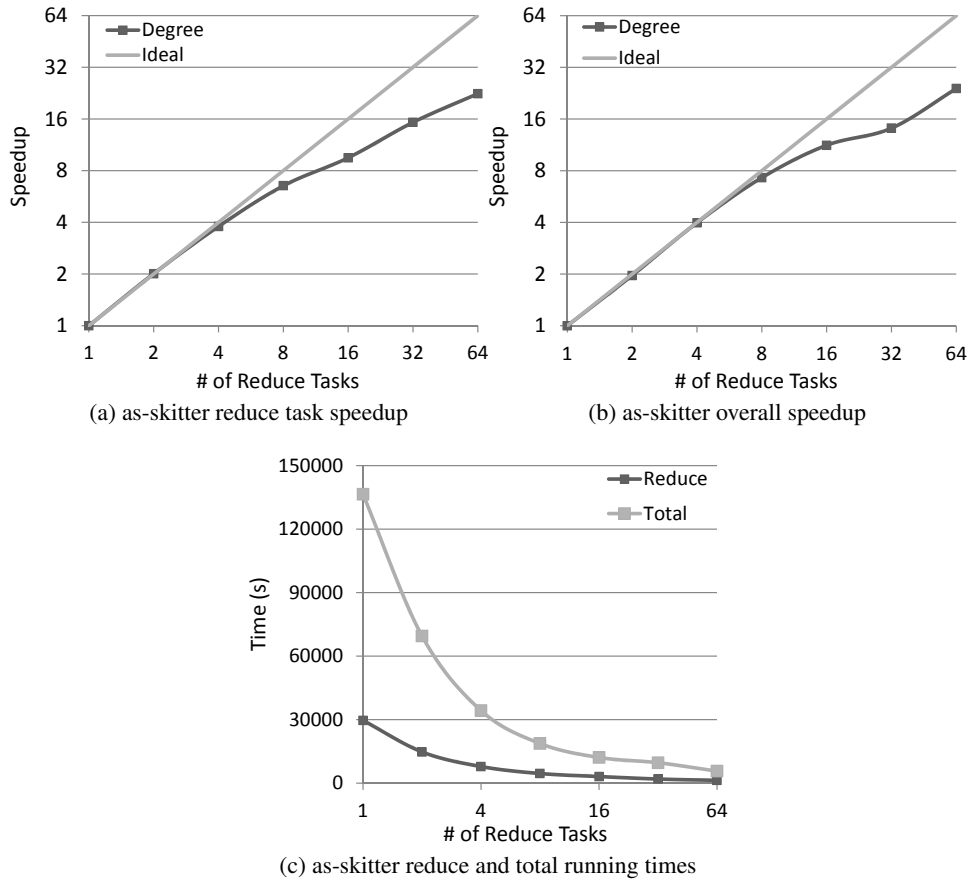 64
32
16
8
4
2
1
Speedup
Degree
Ideal
1 2 4 8 16 32 64
# of Reduce Tasks
(a) as-skitter reduce task speedup
64
32
16
8
4
2
1
Speedup
Degree
Ideal
1 2 4 8 16 32 64
# of Reduce Tasks
(b) as-skitter overall speedup
150000
120000
90000
60000
30000
0
Time (s)
Reduce
Total
1 4 16 64
# of Reduce Tasks
(c) as-skitter reduce and total running times